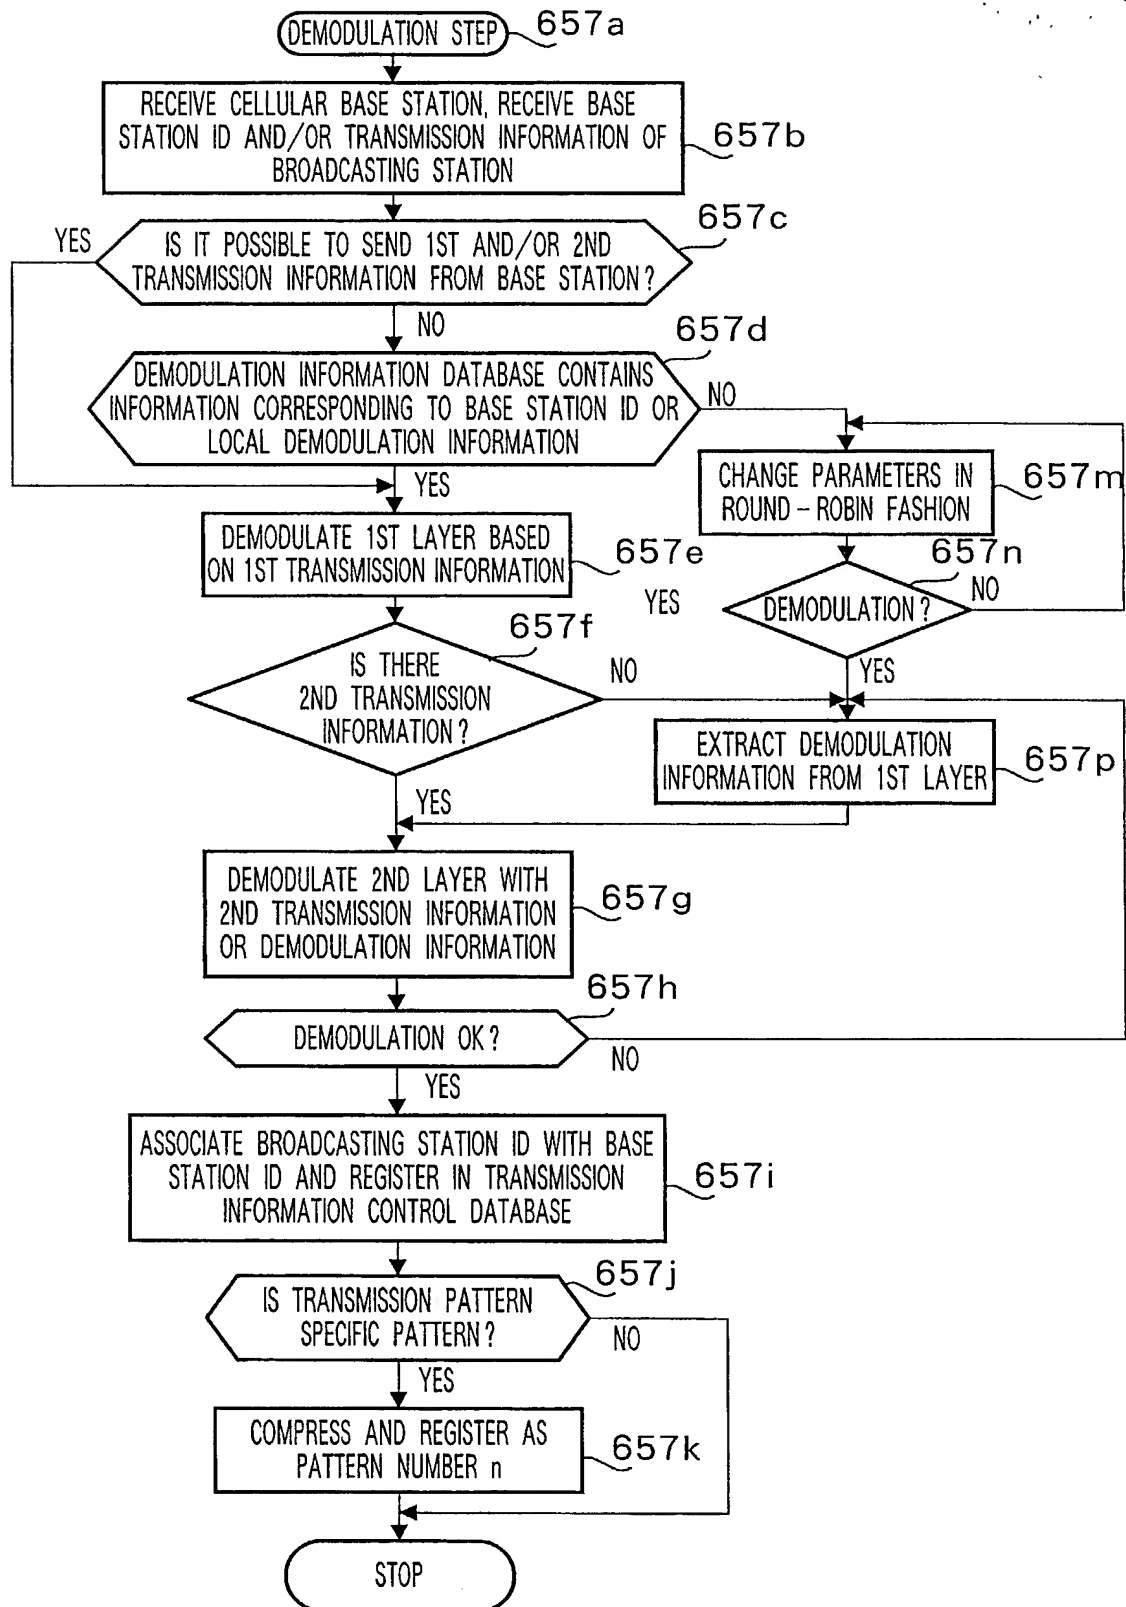 DEMODULATION STEP
657a
RECEIVE CELLULAR BASE STATION, RECEIVE BASE
STATION ID AND/OR TRANSMISSION INFORMATION OF
BROADCASTING STATION
657b
657c
YES
IS IT POSSIBLE TO SEND 1ST AND/OR 2ND
TRANSMISSION INFORMATION FROM BASE STATION?
NO
657d
DEMODULATION INFORMATION DATABASE CONTAINS
INFORMATION CORRESPONDING TO BASE STATION ID OR
LOCAL DEMODULATION INFORMATION
NO
YES
CHANGE PARAMETERS IN
ROUND-ROBIN FASHION
657m
DEMODULATE 1ST LAYER BASED
ON 1ST TRANSMISSION INFORMATION
657e
657n
YES
DEMODULATION?
NO
657f
IS THERE
2ND TRANSMISSION
INFORMATION?
NO
YES
EXTRACT DEMODULATION
INFORMATION FROM 1ST LAYER
657p
YES
DEMODULATE 2ND LAYER WITH
2ND TRANSMISSION INFORMATION
OR DEMODULATION INFORMATION
657g
657h
DEMODULATION OK?
NO
YES
ASSOCIATE BROADCASTING STATION ID WITH BASE
STATION ID AND REGISTER IN TRANSMISSION
INFORMATION CONTROL DATABASE
657i
657j
IS TRANSMISSION PATTERN
SPECIFIC PATTERN?
NO
YES
COMPRESS AND REGISTER AS
PATTERN NUMBER n
657k
STOP